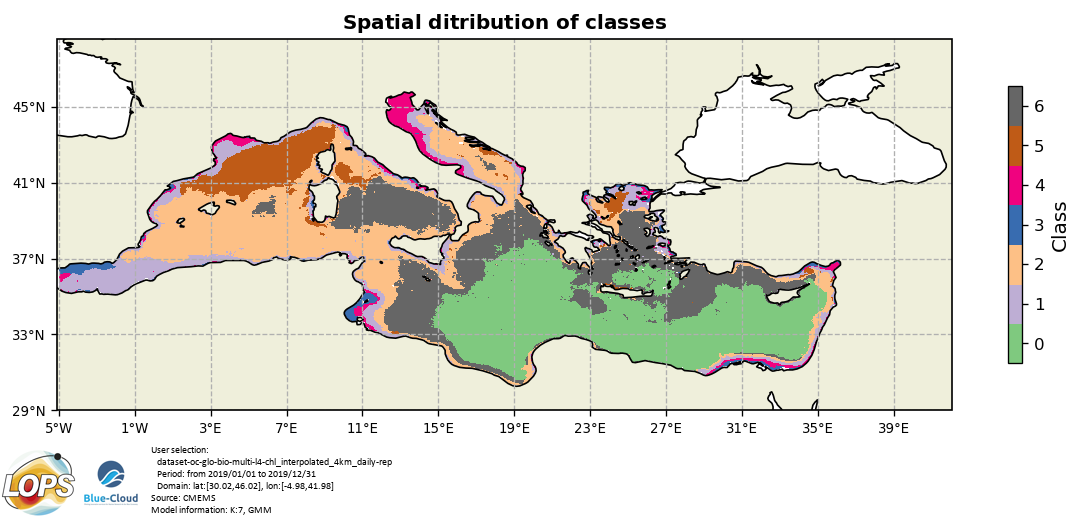 Spatial ditribution of classes
45°N
41°N
37°N
33°N
29°N
5°W 1°W 3°E 7°E 11°E 15°E 19°E 23°E 27°E 31°E 35°E 39°E
6
5
4
3
2
1
0
Class
LOPS
Blue-Cloud
User selection:
dataset-oc-glo-bio-multi-l4-chl_interpolated_4km_daily-rep
Period: from 2019/01/01 to 2019/12/31
Domain: lat:[30.02,46.02], lon:[-4.98,41.98]
Source: CMEMS
Model information: K:7, GMM